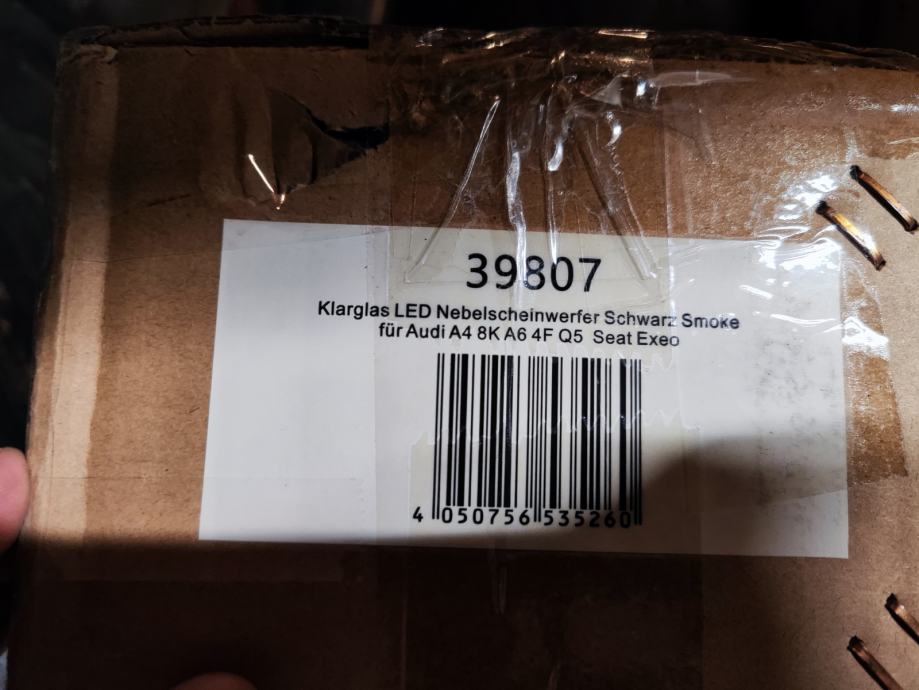 39807
Klarglas LED Nebelscheinwerfer Schwarz Smoke
für Audi A4 8K A6 4F Q5 Seat Exeo
4 050756 535260